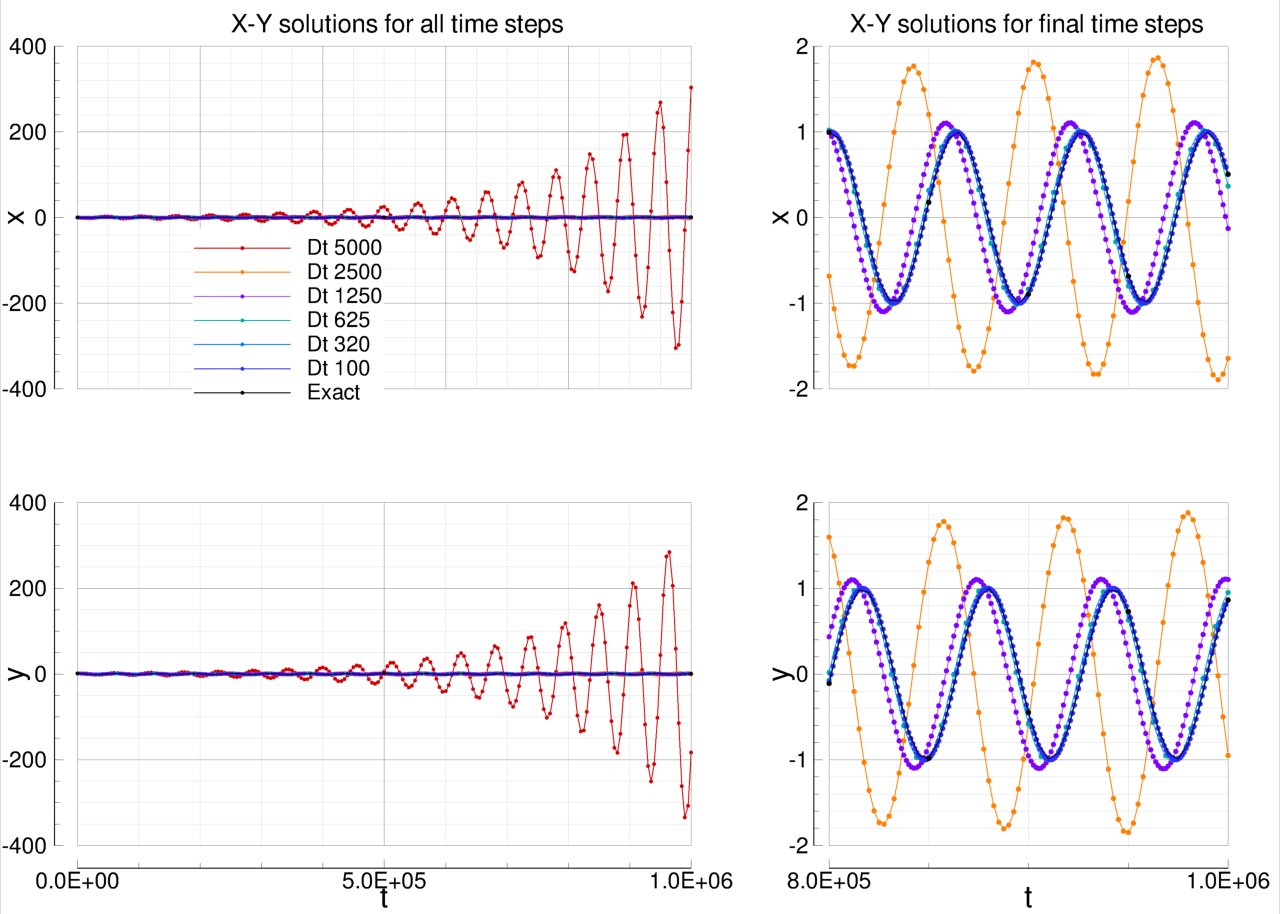 X-Y solutions for all time steps
X-Y solutions for final time steps
400
200
0
-200
-400
x
Dt 5000
Dt 2500
Dt 1250
Dt 625
Dt 320
Dt 100
Exact
2
1
0
-1
-2
x
400
200
0
-200
-400
y
0.0E+00
5.0E+05
1.0E+06
t
2
1
0
-1
-2
y
8.0E+05
1.0E+06
t